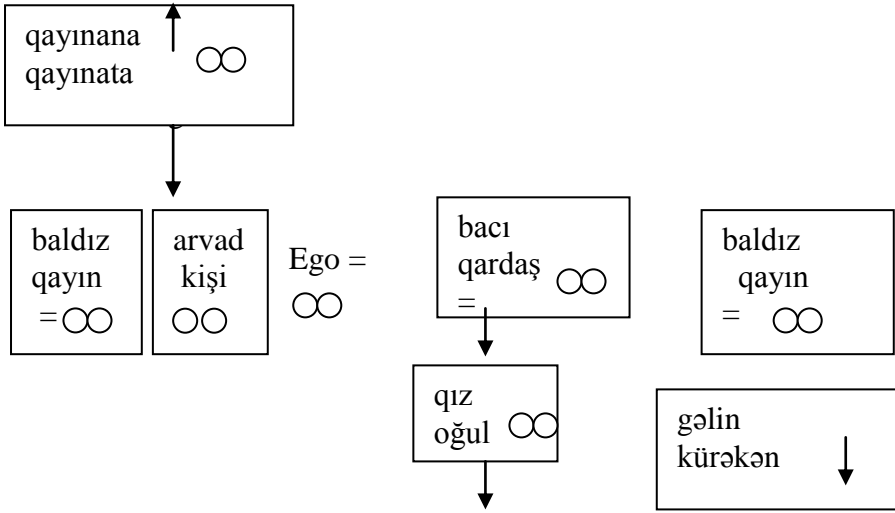 qayınana
qayınata
baldız
qayın
=
arvad
kişi
Ego =
bacı
qardaş
=
baldız
qayın
=
qız
oğul
gəlin
kürəkən